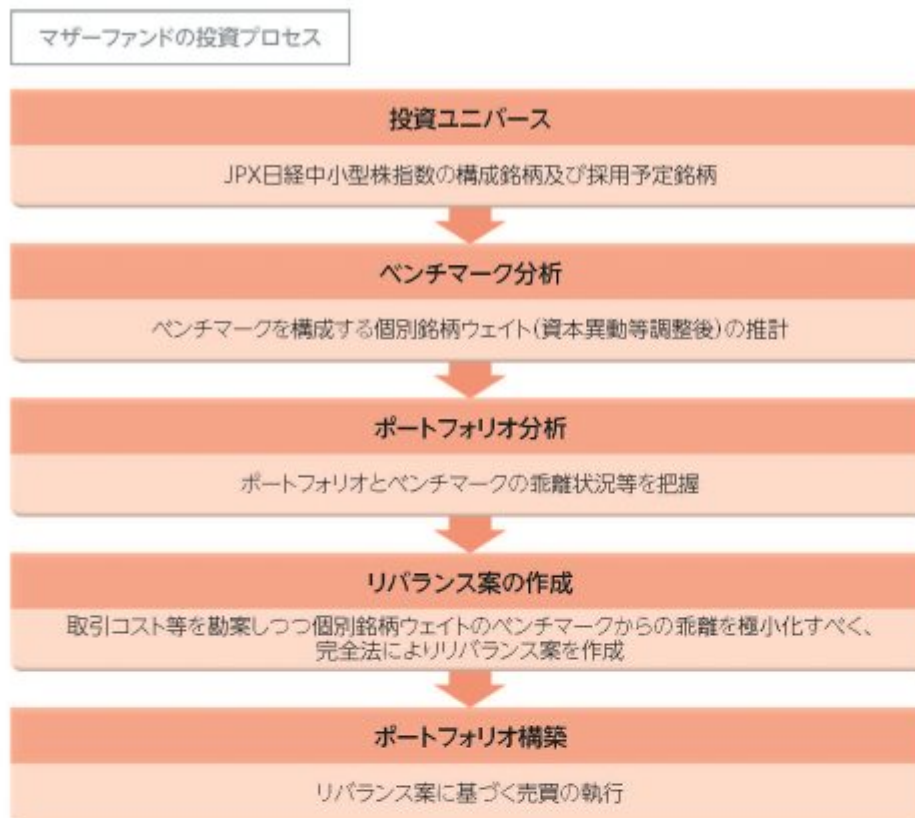 マザーファンドの投資プロセス
投資ユニバース
JPX日経中小型株指数の構成銘柄及び採用予定銘柄
ベンチマーク分析
ベンチマークを構成する個別銘柄ウェイト(資本異動等調整後)の推計
ポートフォリオ分析
ポートフォリオとベンチマークの乖離状況等を把握
リバランス案の作成
取引コスト等を勘案しつつ個別銘柄ウェイトのベンチマークからの乖離を極小化すべく、
完全法によりリバランス案を作成
ポートフォリオ構築
リバランス案に基づく売買の執行